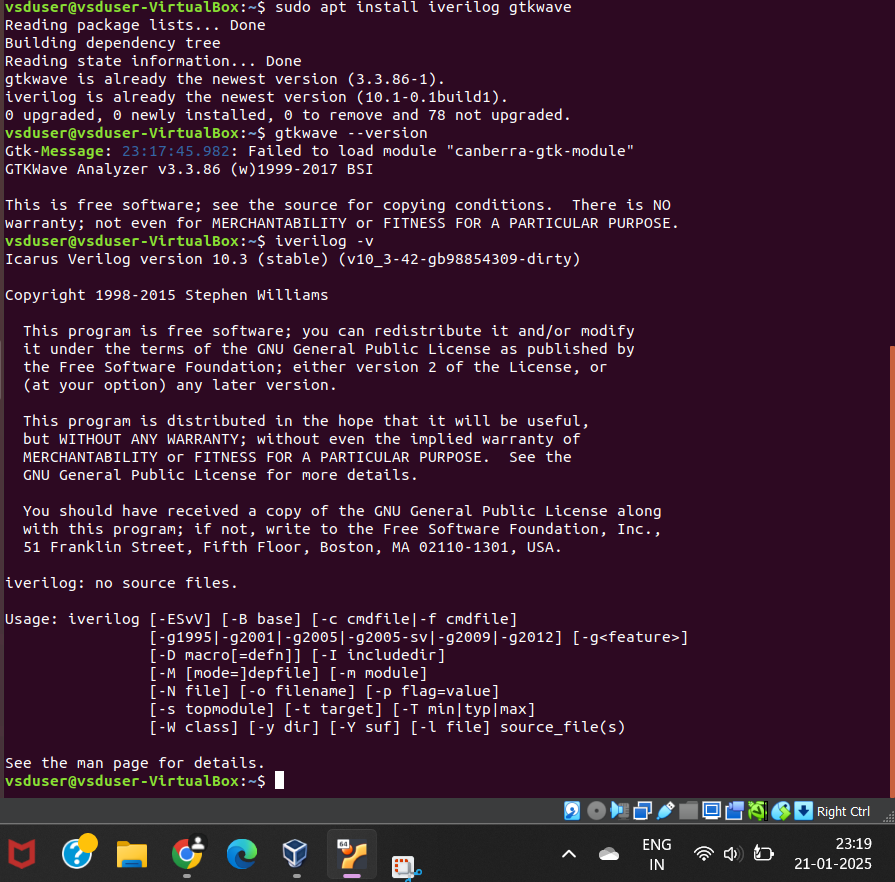 vsduser@vsduser-VirtualBox:~$ sudo apt install iverilog gtkwave
Reading package lists... Done
Building dependency tree
Reading state information... Done
gtkwave is already the newest version (3.3.86-1).
iverilog is already the newest version (10.1-0.1build1).
0 upgraded, 0 newly installed, 0 to remove and 78 not upgraded.
vsduser@vsduser-VirtualBox:~$ gtkwave --version
Gtk-Message: 23:17:45.982: Failed to load module "canberra-gtk-module"
GTKWave Analyzer v3.3.86 (w)1999-2017 BSI

This is free software; see the source for copying conditions.  There is NO
warranty; not even for MERCHANTABILITY or FITNESS FOR A PARTICULAR PURPOSE.
vsduser@vsduser-VirtualBox:~$ iverilog -v
Icarus Verilog version 10.3 (stable) (v10_3-42-gb98854309-dirty)

Copyright 1998-2015 Stephen Williams

  This program is free software; you can redistribute it and/or modify
  it under the terms of the GNU General Public License as published by
  the Free Software Foundation; either version 2 of the License, or
  (at your option) any later version.

  This program is distributed in the hope that it will be useful,
  but WITHOUT ANY WARRANTY; without even the implied warranty of
  MERCHANTABILITY or FITNESS FOR A PARTICULAR PURPOSE.  See the
  GNU General Public License for more details.

  You should have received a copy of the GNU General Public License along
  with this program; if not, write to the Free Software Foundation, Inc.,
  51 Franklin Street, Fifth Floor, Boston, MA 02110-1301, USA.

iverilog: no source files.

Usage: iverilog [-ESvV] [-B base] [-c cmdfile|-f cmdfile]
                [-g1995|-g2001|-g2005|-g2005-sv|-g2009|-g2012] [-g<feature>]
                [-D macro[=defn]] [-I includedir]
                [-M [mode=]depfile] [-m module]
                [-N file] [-o filename] [-p flag=value]
                [-s topmodule] [-t target] [-T min|typ|max]
                [-W class] [-y dir] [-Y suf] [-l file] source_file(s)

See the man page for details.
vsduser@vsduser-VirtualBox:~$
Right Ctrl
64
ENG
IN
23:19
21-01-2025